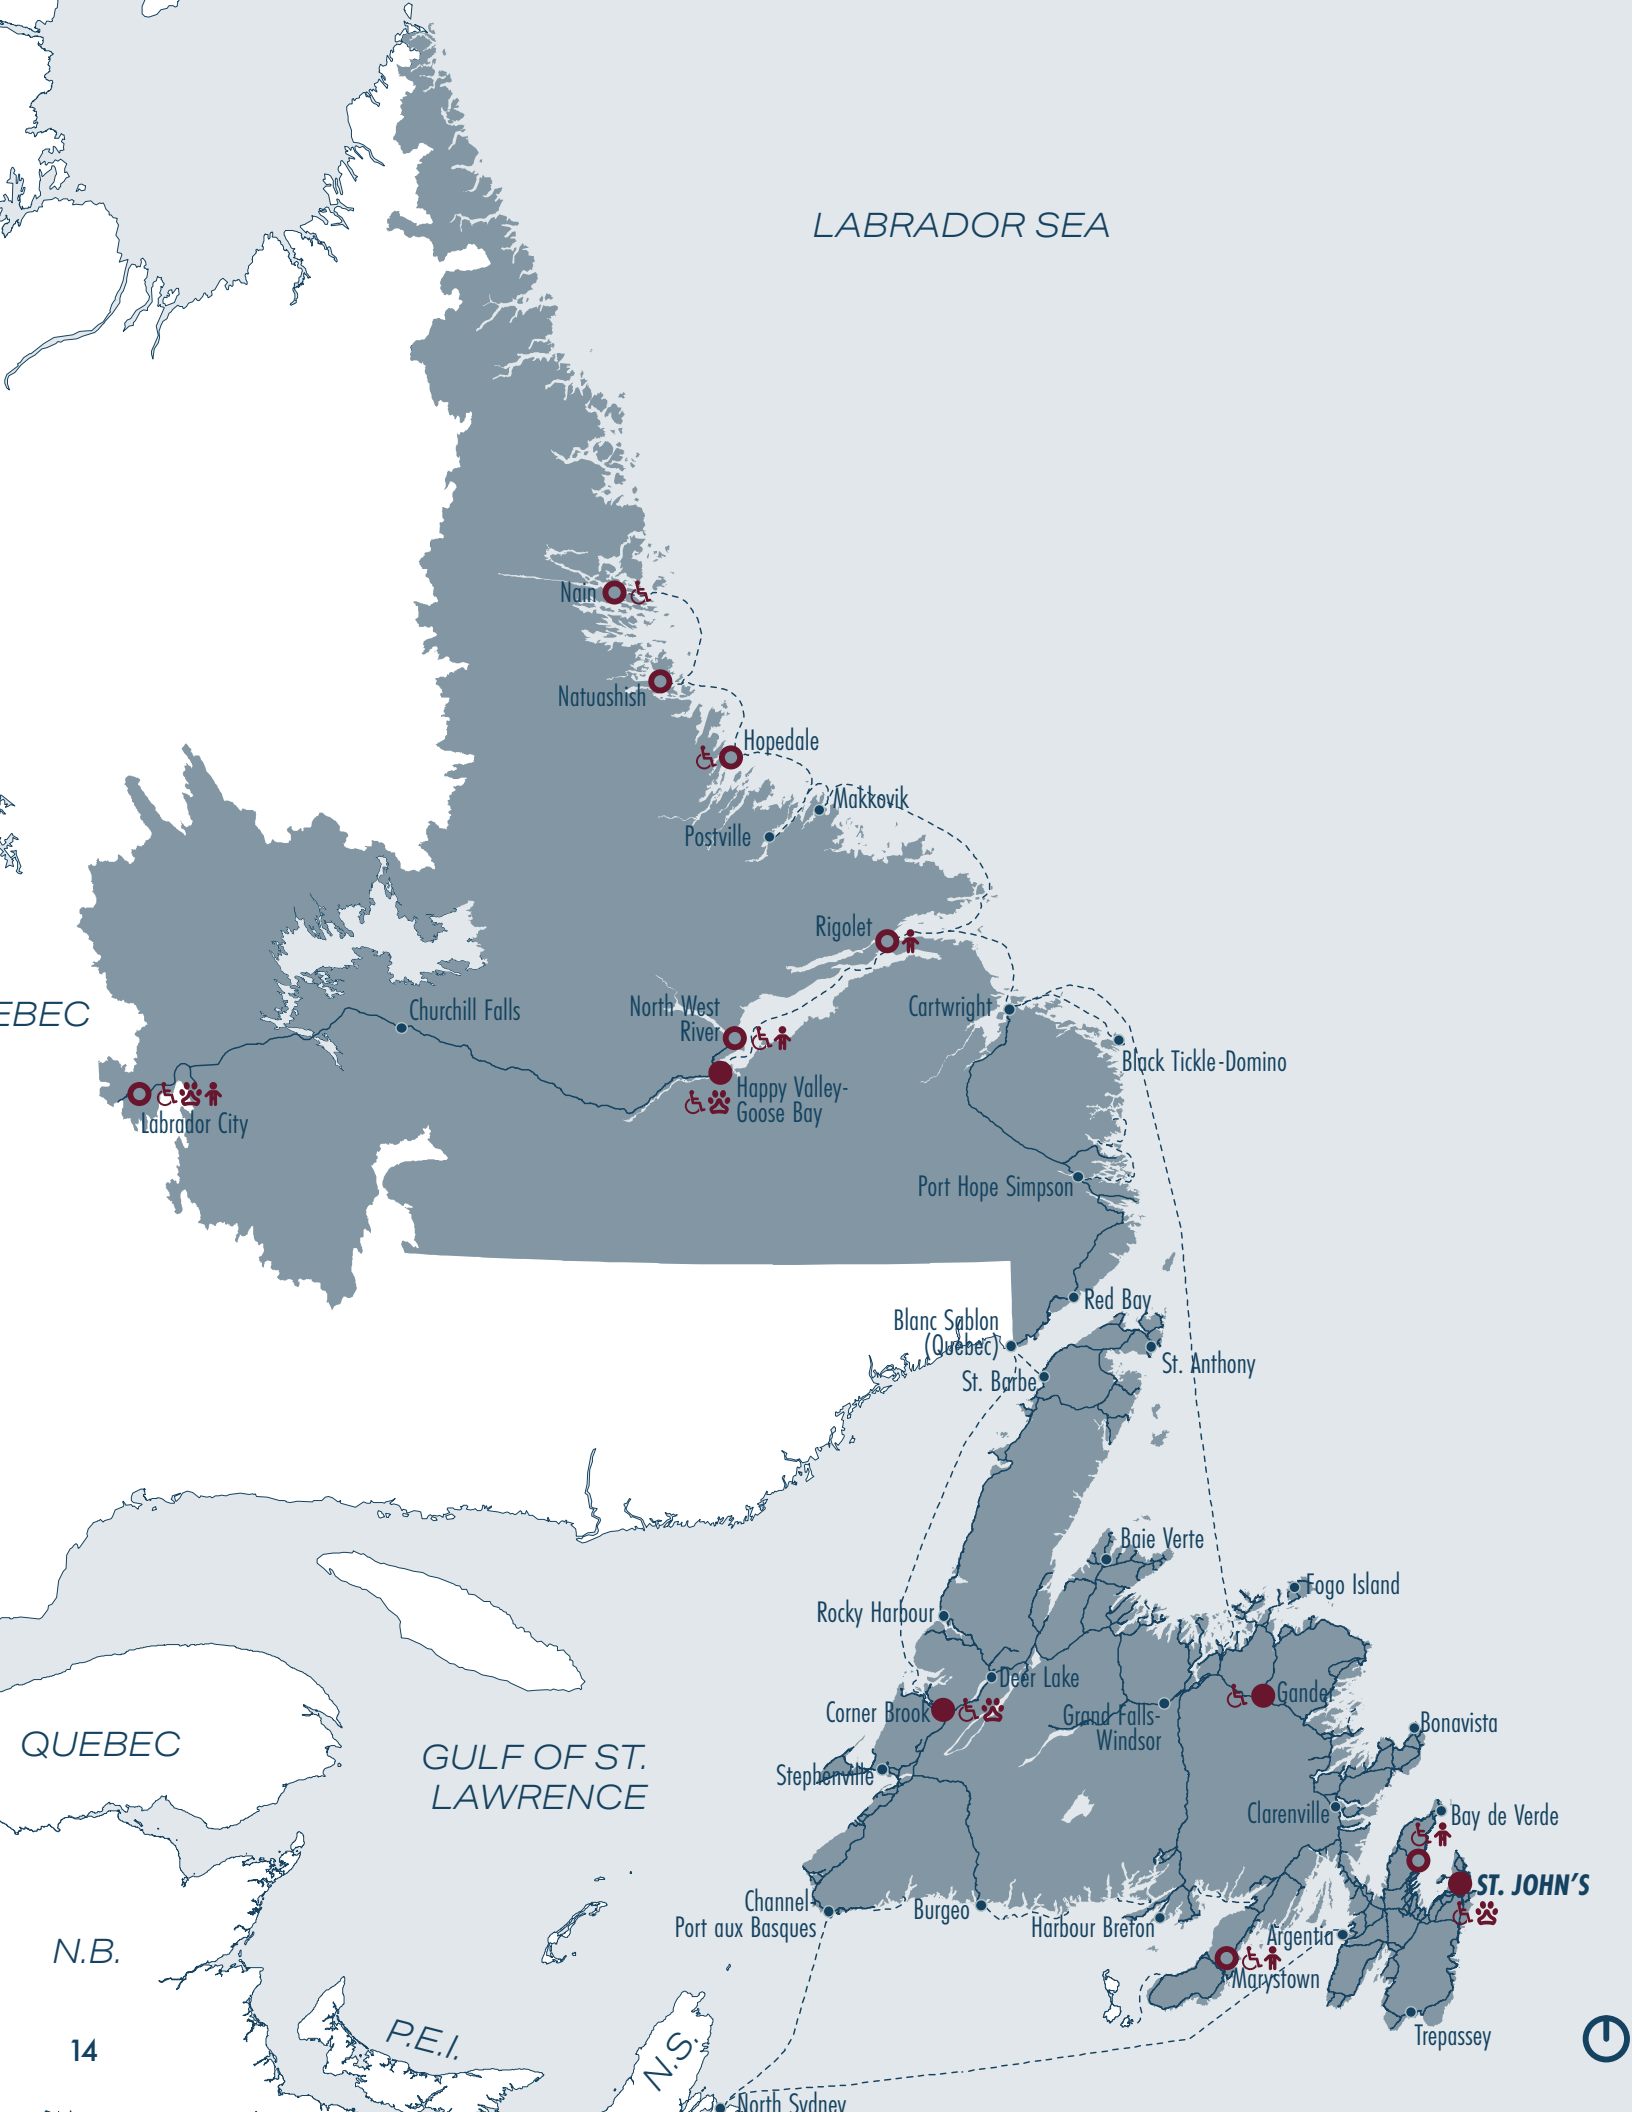 LABRADOR SEA
Nain
Natuashish
Hopedale
Makkovik
Postville
Rigolet
EBEC
Churchill Falls
North West
River
Cartwright
Black Tickle-Domino
Happy Valley-
Goose Bay
Labrador City
Port Hope Simpson
Red Bay
Blanc Sablon
(Quebec)
St. Anthony
St. Barbe
Baie Verte
Fogo Island
Rocky Harbour
Deer Lake
Gander
Corner Brook
Grand Falls-
Windsor
Bonavista
QUEBEC
GULF OF ST.
LAWRENCE
Stephenville
Clarenville
Bay de Verde
ST. JOHN'S
Channel-
Port aux Basques
Burgeo
Harbour Breton
Argentia
N.B.
Marystown
P.E.I.
N.S.
Trepassey
14
North Sydney